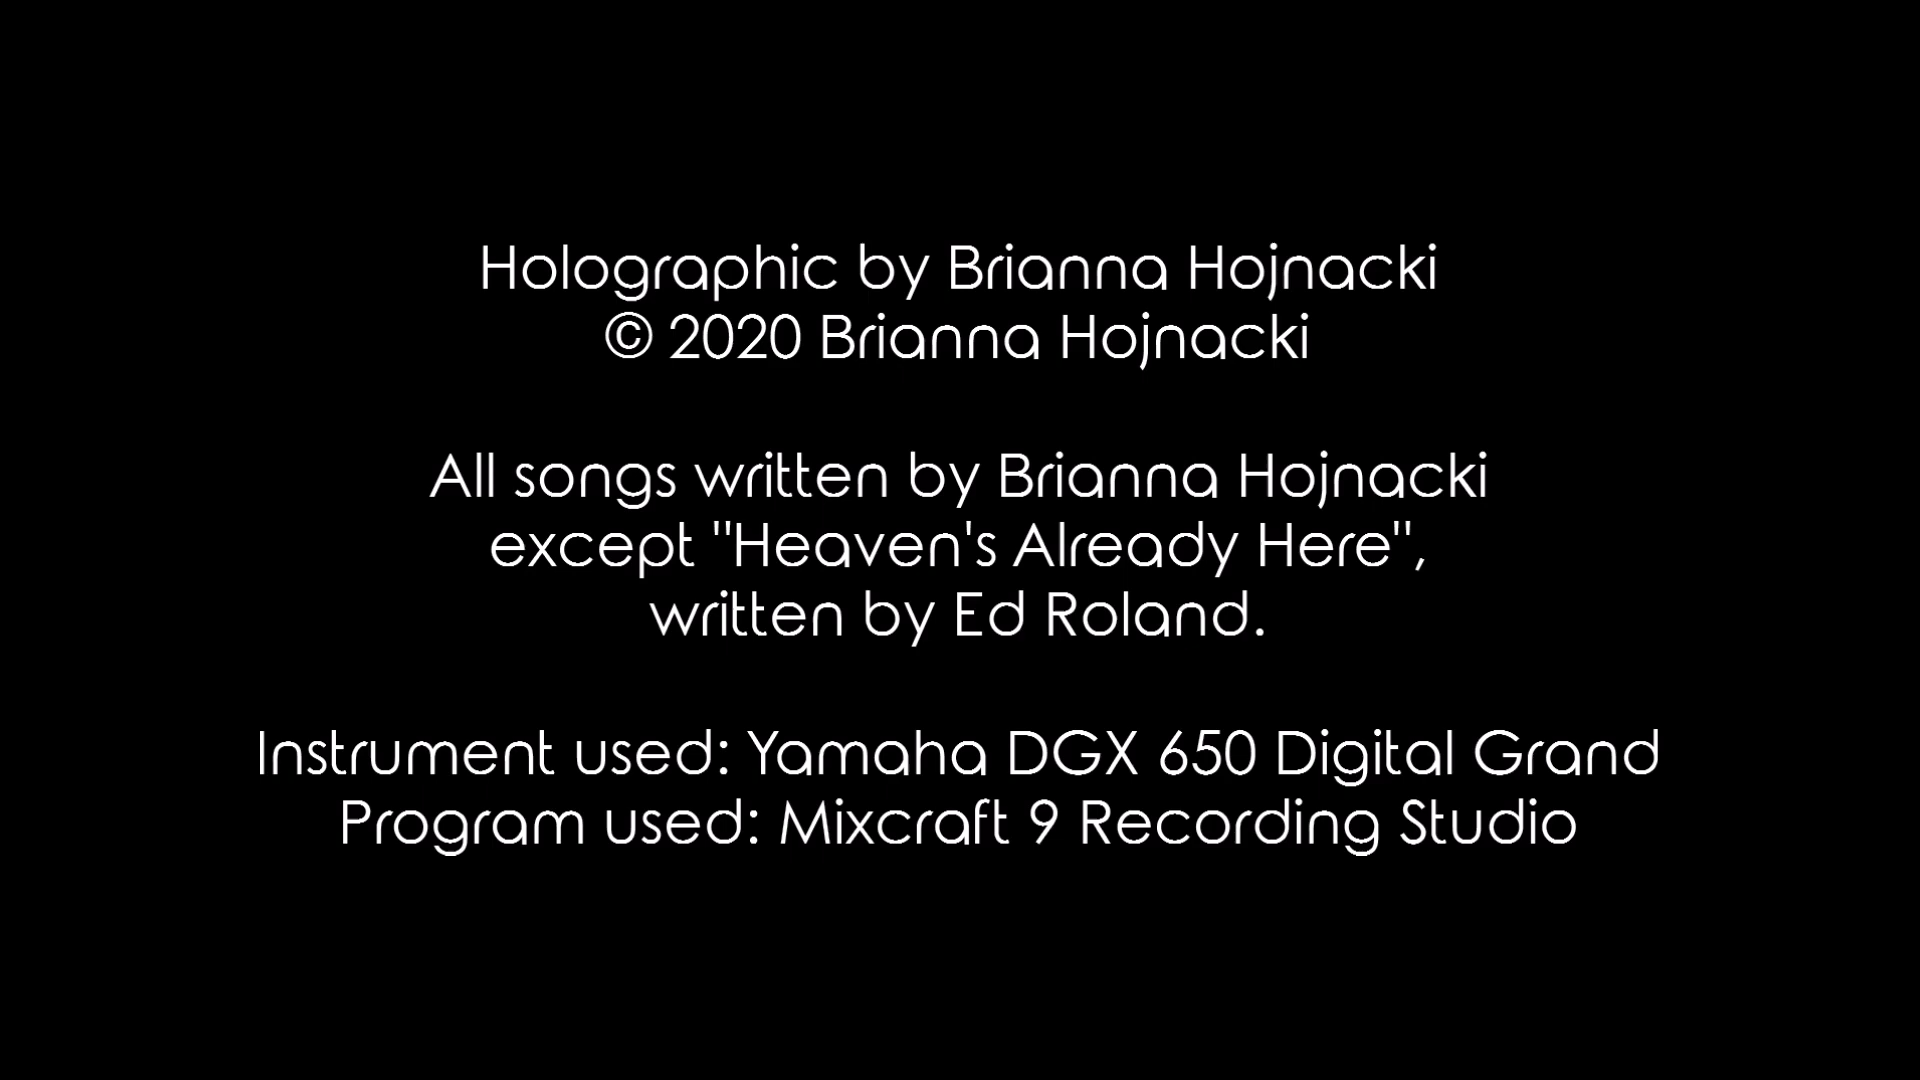 Holographic by Brianna Hojnacki
© 2020 Brianna Hojnacki
All songs written by Brianna Hojnacki
except "Heaven's Already Here",
written by Ed Roland.
Instrument used: Yamaha DGX 650 Digital Grand
Program used: Mixcraft 9 Recording Studio